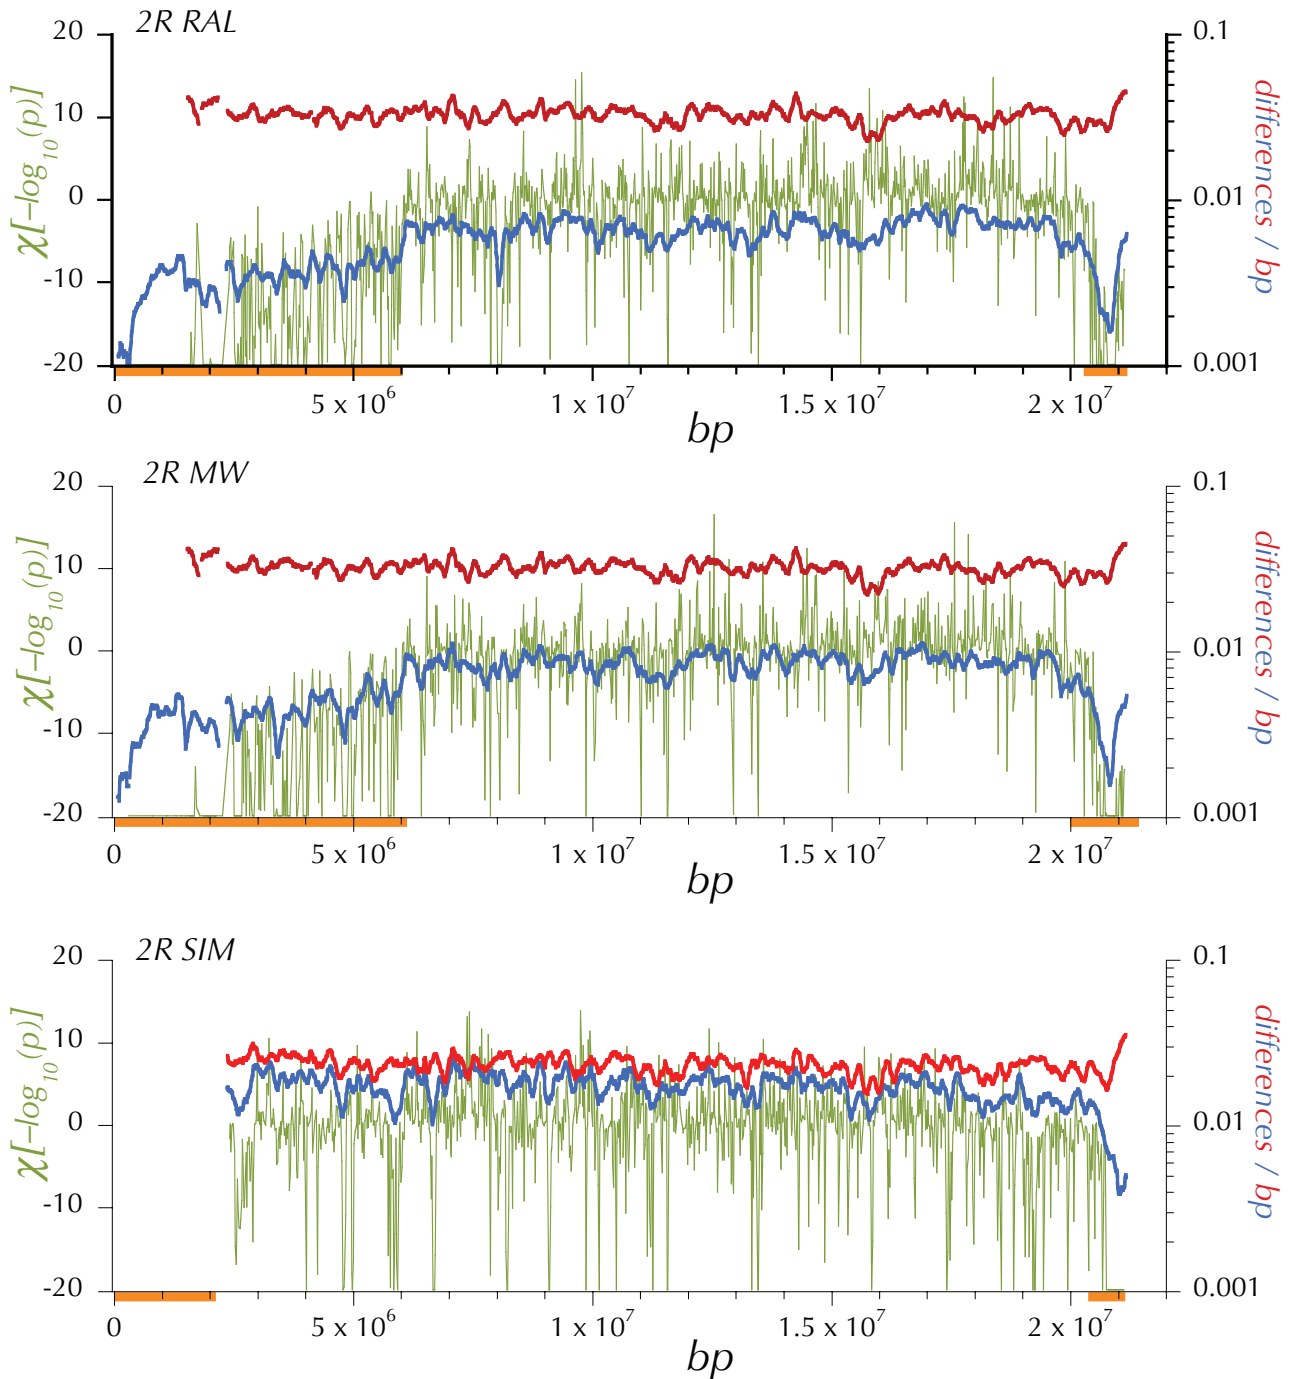 2R RAL
20
10
0
-10
-20
χ[–log10(p)]
0.1
0.01
0.001
differences / bp
0
5 x 10^6
1 x 10^7
1.5 x 10^7
2 x 10^7
bp
2R MW
20
10
0
-10
-20
χ[–log10(p)]
0.1
0.01
0.001
differences / bp
0
5 x 10^6
1 x 10^7
1.5 x 10^7
2 x 10^7
bp
2R SIM
20
10
0
-10
-20
χ[–log10(p)]
0.1
0.01
0.001
differences / bp
0
5 x 10^6
1 x 10^7
1.5 x 10^7
2 x 10^7
bp